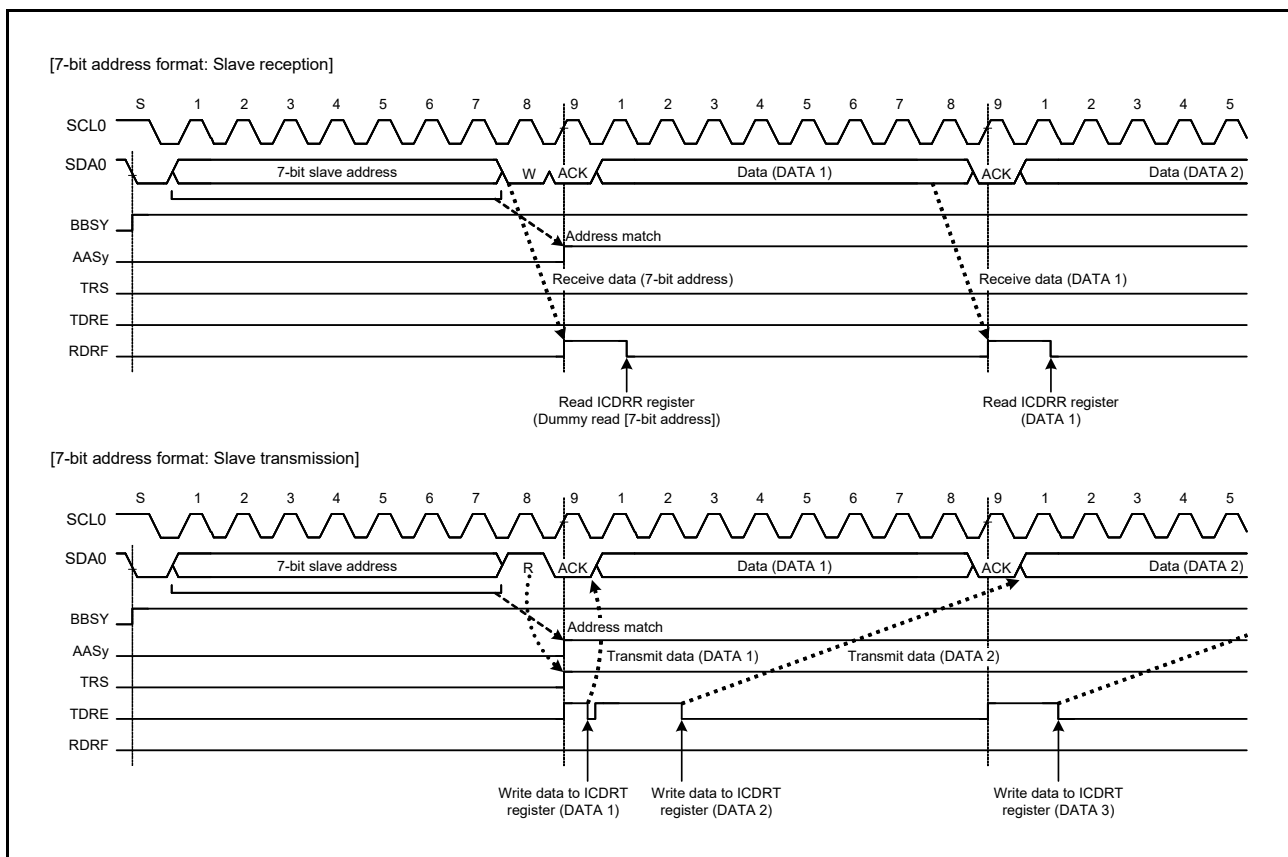 [7-bit address format: Slave reception]
S 1 2 3 4 5 6 7 8 9 1 2 3 4 5 6 7 8 9 1 2 3 4 5
SCL0
SDA0 7-bit slave address W ACK Data (DATA 1) ACK Data (DATA 2)
BBSY
Address match
AASy
Receive data (7-bit address) Receive data (DATA 1)
TRS
TDRE
RDRF
Read ICDRR register Read ICDRR register
(Dummy read [7-bit address]) (DATA 1)
[7-bit address format: Slave transmission]
S 1 2 3 4 5 6 7 8 9 1 2 3 4 5 6 7 8 9 1 2 3 4 5
SCL0
SDA0 7-bit slave address R ACK Data (DATA 1) ACK Data (DATA 2)
BBSY
Address match
AASy
Transmit data (DATA 1) Transmit data (DATA 2)
TRS
TDRE
RDRF
Write data to ICDRT Write data to ICDRT Write data to ICDRT
register (DATA 1) register (DATA 2) register (DATA 3)